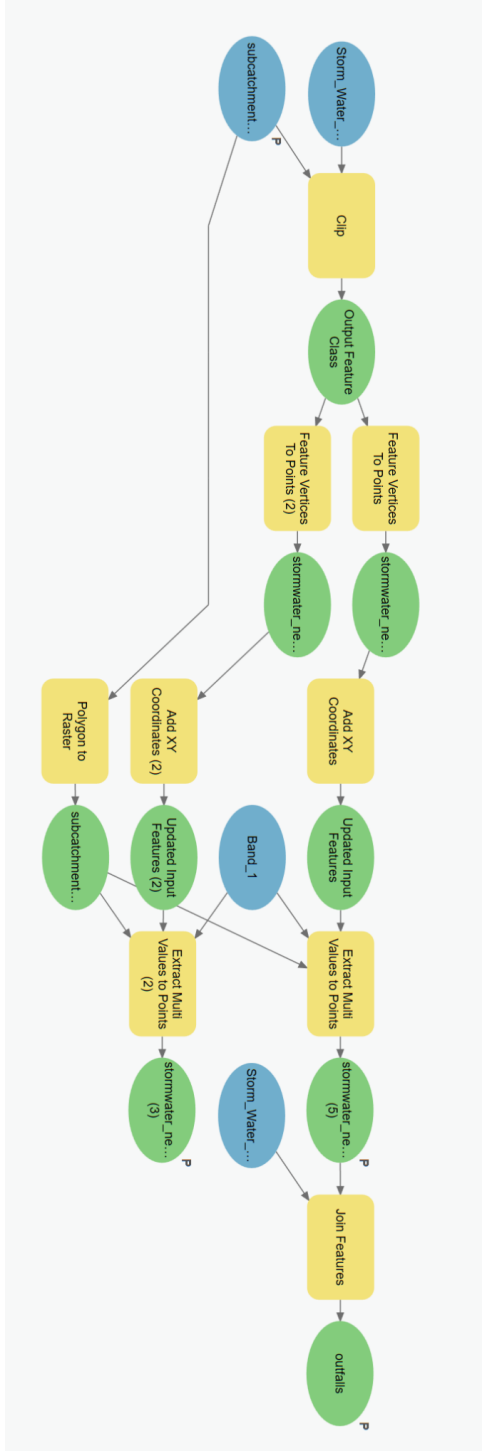 Storm_Water_...
subcatchment...
P
Clip
Output Feature
Class
Feature Vertices
To Points
Feature Vertices
To Points (2)
stormwater_ne...
stormwater_ne...
Add XY
Coordinates
Add XY
Coordinates (2)
Polygon to
Raster
Updated Input
Features
Band_1
Updated Input
Features (2)
subcatchment...
Extract Multi
Values to Points
Extract Multi
Values to Points
(2)
stormwater_ne...
(5)
P
Storm_Water_...
stormwater_ne...
(3)
P
Join Features
outfalls
P